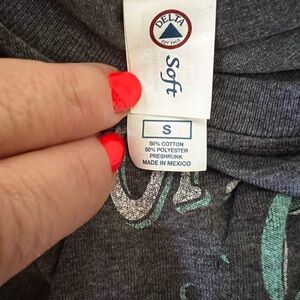 DELTA
Soft
S
50% COTTON
50% POLYESTER
PRESHRUNK
MADE IN MEXICO